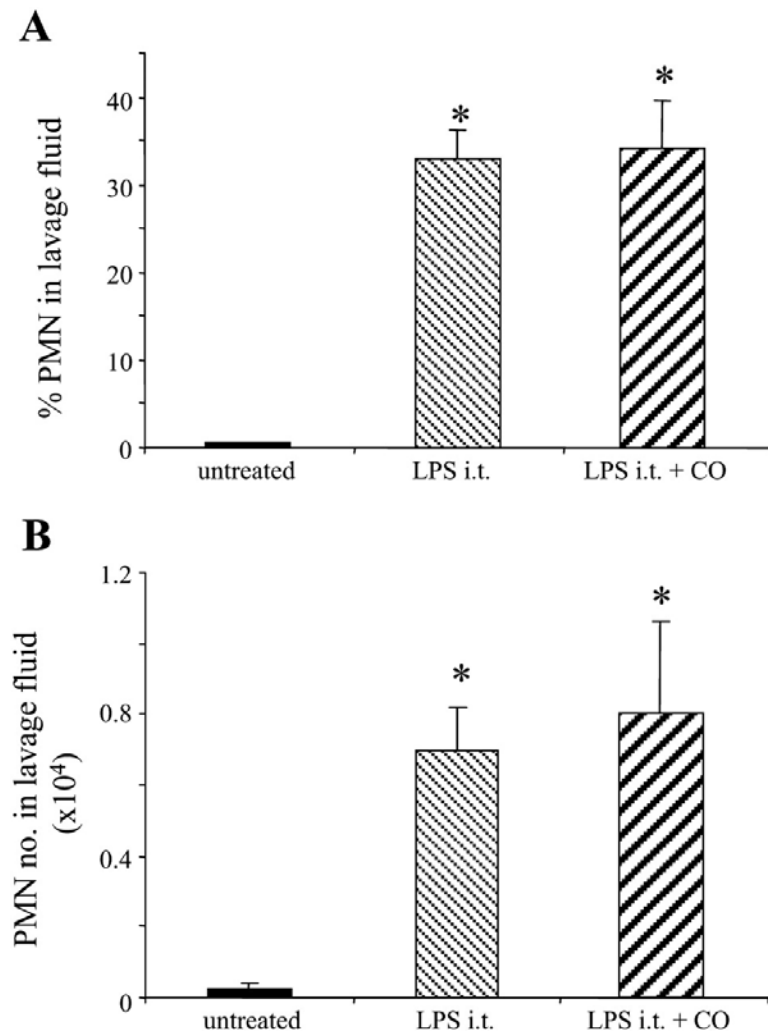 A
% PMN in lavage fluid
40
30
20
10
0
*
*
untreated
LPS i.t.
LPS i.t. + CO
B
PMN no. in lavage fluid
(x10⁴)
1.2
0.8
0.4
0
*
*
untreated
LPS i.t.
LPS i.t. + CO